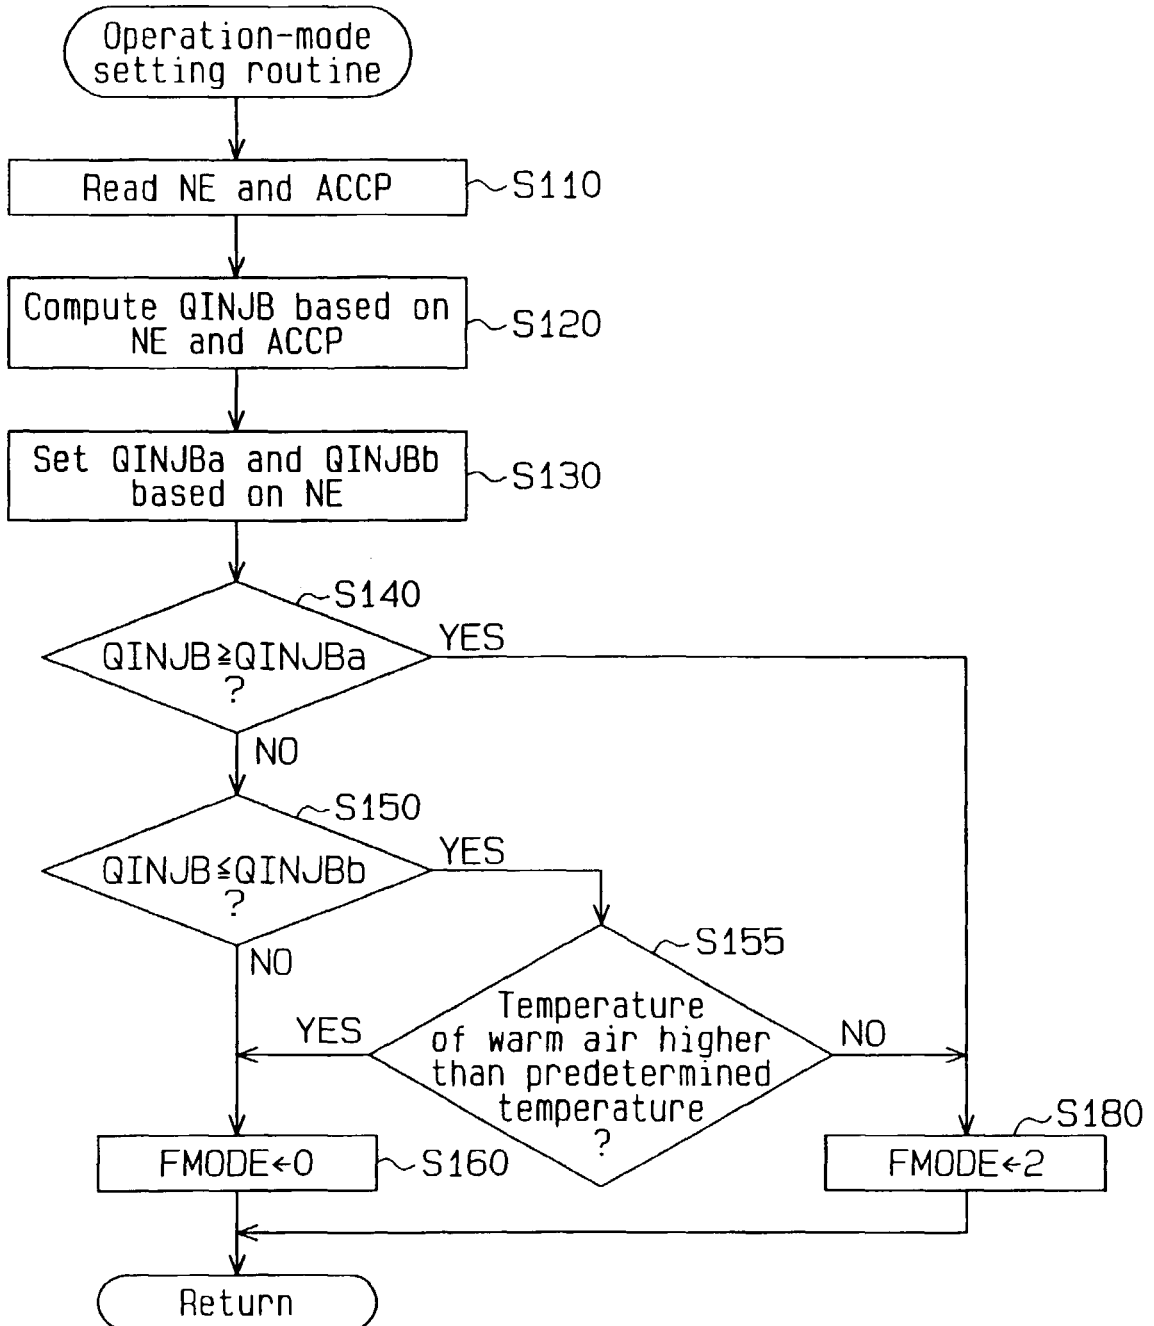 Operation-mode
setting routine
Read NE and ACCP
S110
Compute QINJB based on
NE and ACCP
S120
Set QINJBa and QINJBb
based on NE
S130
S140
QINJB≧QINJBa
?
YES
NO
S150
QINJB≦QINJBb
?
YES
NO
S155
Temperature
of warm air higher
than predetermined
temperature
?
YES
NO
FMODE←0
S160
S180
FMODE←2
Return